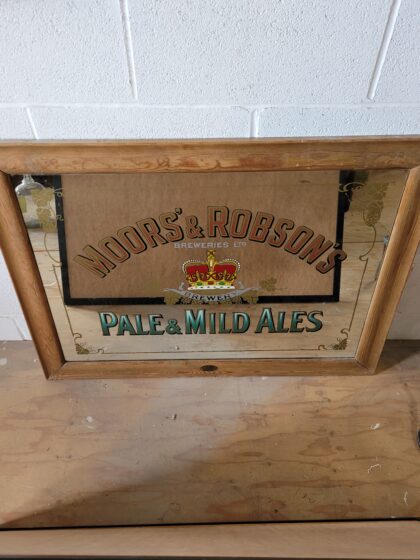 MOORS' & ROBSON'S
BREWERIES LTD
BREWERS
PALE & MILD ALES